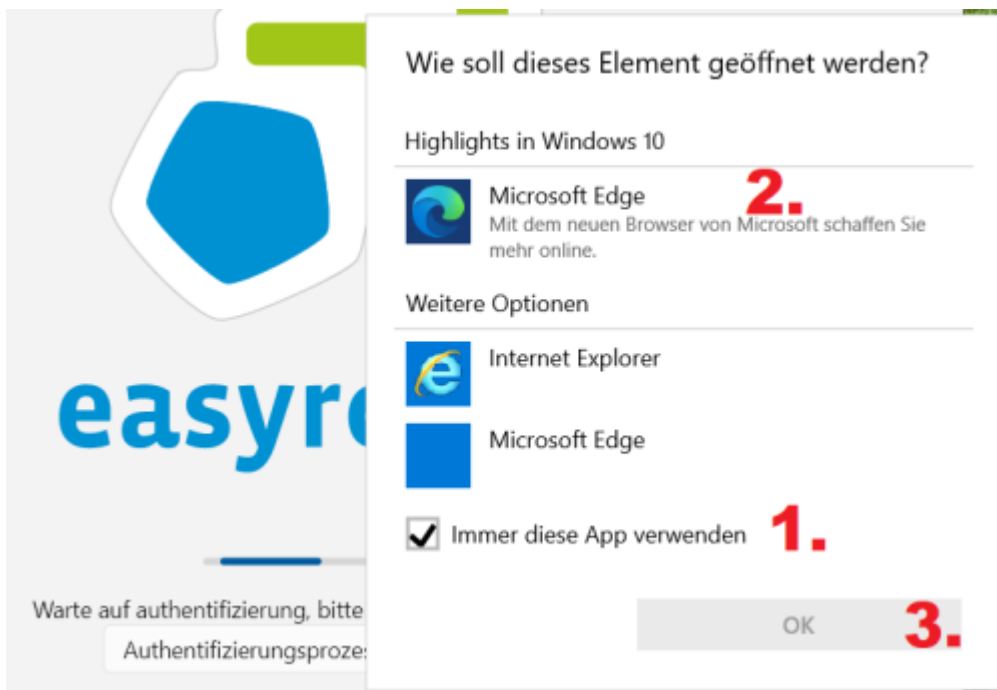 Wie soll dieses Element geöffnet werden?
Highlights in Windows 10
Microsoft Edge
2.
Mit dem neuen Browser von Microsoft schaffen Sie
mehr online.
Weitere Optionen
Internet Explorer
Microsoft Edge
Immer diese App verwenden
1.
OK
3.
Warte auf authentifizierung, bitte